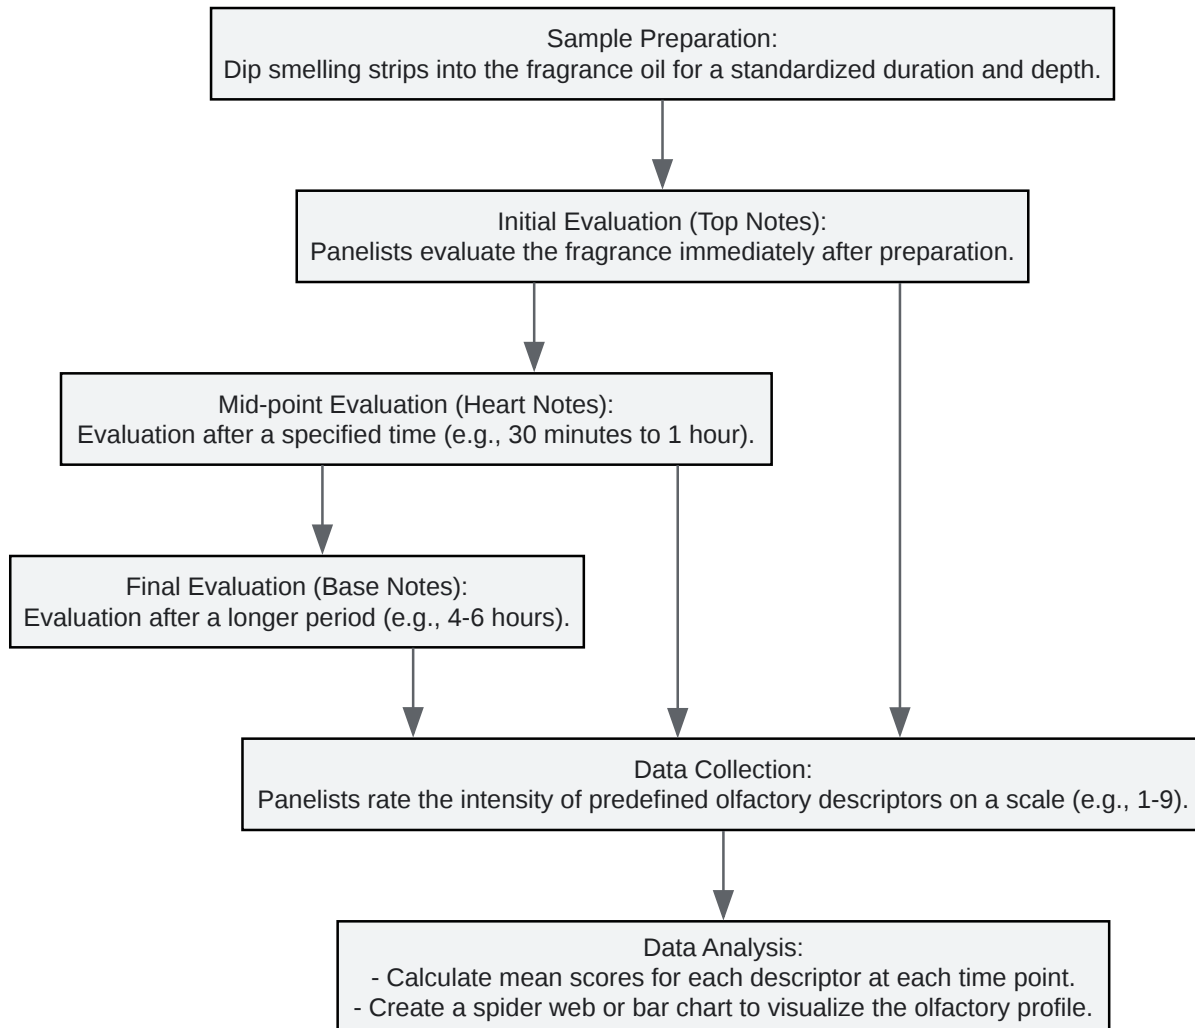 Sample Preparation:
Dip smelling strips into the fragrance oil for a standardized duration and depth.
Initial Evaluation (Top Notes):
Panelists evaluate the fragrance immediately after preparation.
Mid-point Evaluation (Heart Notes):
Evaluation after a specified time (e.g., 30 minutes to 1 hour).
Final Evaluation (Base Notes):
Evaluation after a longer period (e.g., 4-6 hours).
Data Collection:
Panelists rate the intensity of predefined olfactory descriptors on a scale (e.g., 1-9).
Data Analysis:
- Calculate mean scores for each descriptor at each time point.
- Create a spider web or bar chart to visualize the olfactory profile.